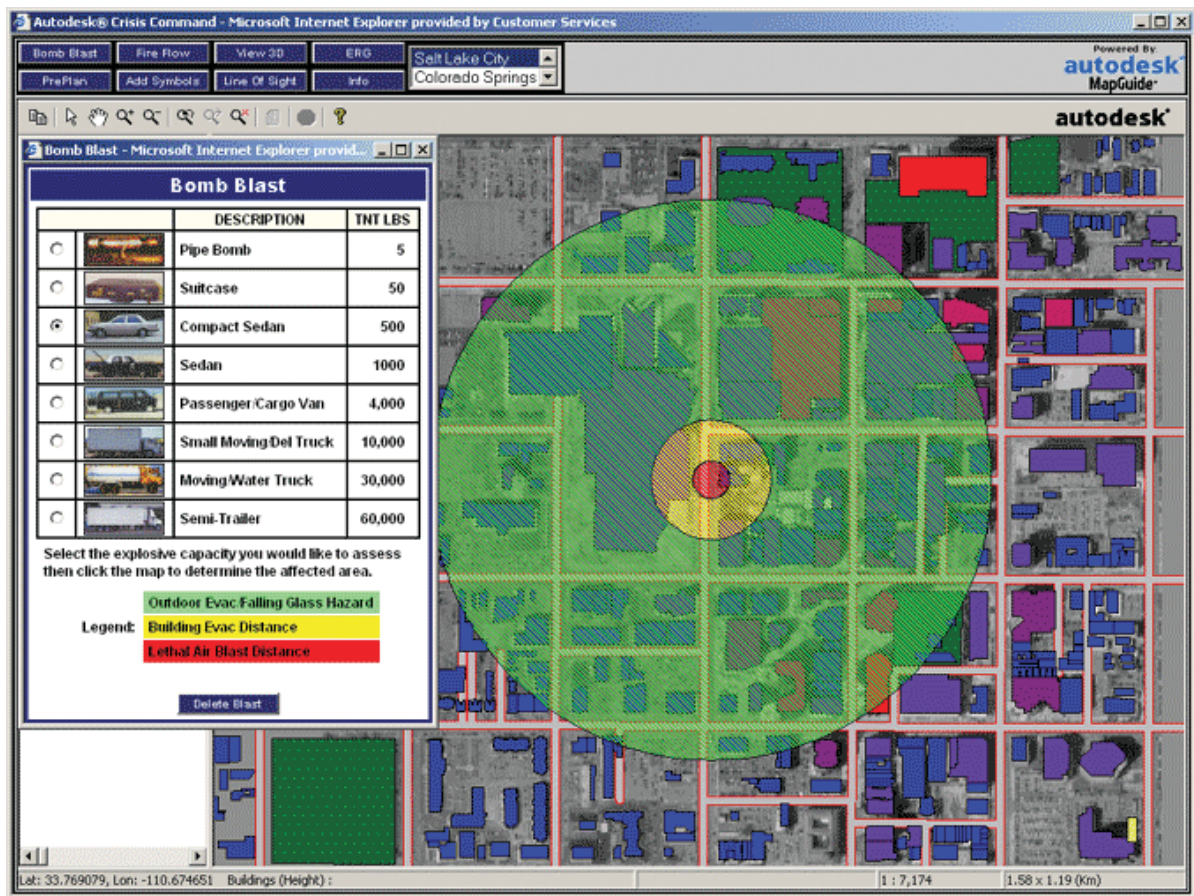 Autodesk® Crisis Command - Microsoft Internet Explorer provided by Customer Services
Bomb Blast
Fire Flow
View 3D
ERG
Salt Lake City
Powered By:
autodesk®
MapGuide™
PrePlan
Add Symbols
Line Of Sight
Info
Colorado Springs
autodesk®
Bomb Blast - Microsoft Internet Explorer provid...
Bomb Blast
DESCRIPTION TNT LBS
Pipe Bomb 5
Suitcase 50
Compact Sedan 500
Sedan 1000
Passenger/Cargo Van 4,000
Small Moving/Del Truck 10,000
Moving/Water Truck 30,000
Semi-Trailer 60,000
Select the explosive capacity you would like to assess
then click the map to determine the affected area.
Outdoor Evac/Falling Glass Hazard
Legend: Building Evac Distance
Lethal Air Blast Distance
Delete Blast
Lat: 33.769079, Lon: -110.674651 Buildings (Height) : 1 : 7,174 1.58 x 1.19 (Km)